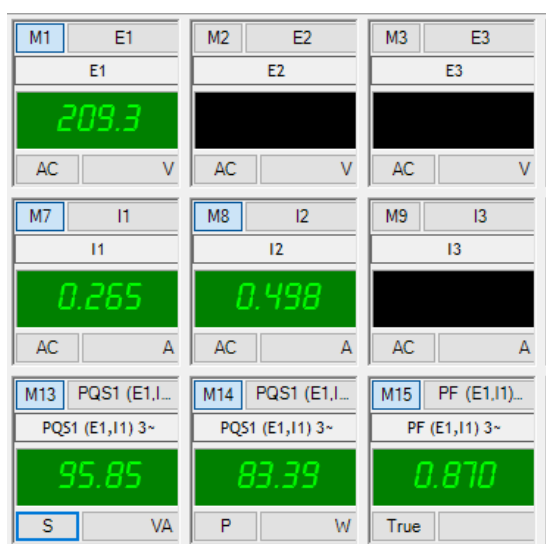 M1 E1 M2 E2 M3 E3
E1 E2 E3
209.3
AC V AC V AC V
M7 I1 M8 I2 M9 I3
I1 I2 I3
0.265 0.498
AC A AC A AC A
M13 PQS1 (E1,I... M14 PQS1 (E1,I... M15 PF (E1,I1)...
PQS1 (E1,I1) 3~ PQS1 (E1,I1) 3~ PF (E1,I1) 3~
95.85 83.39 0.870
S VA P W True